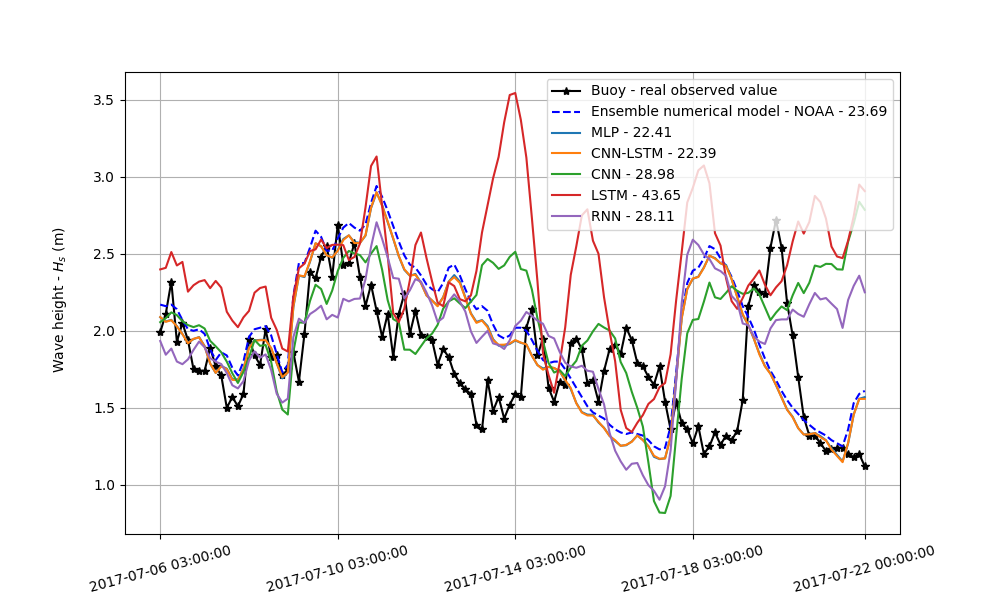 Buoy - real observed value
Ensemble numerical model - NOAA - 23.69
MLP - 22.41
CNN-LSTM - 22.39
CNN - 28.98
LSTM - 43.65
RNN - 28.11
Wave height - Hs (m)
3.5
3.0
2.5
2.0
1.5
1.0
2017-07-06 03:00:00
2017-07-10 03:00:00
2017-07-14 03:00:00
2017-07-18 03:00:00
2017-07-22 00:00:00